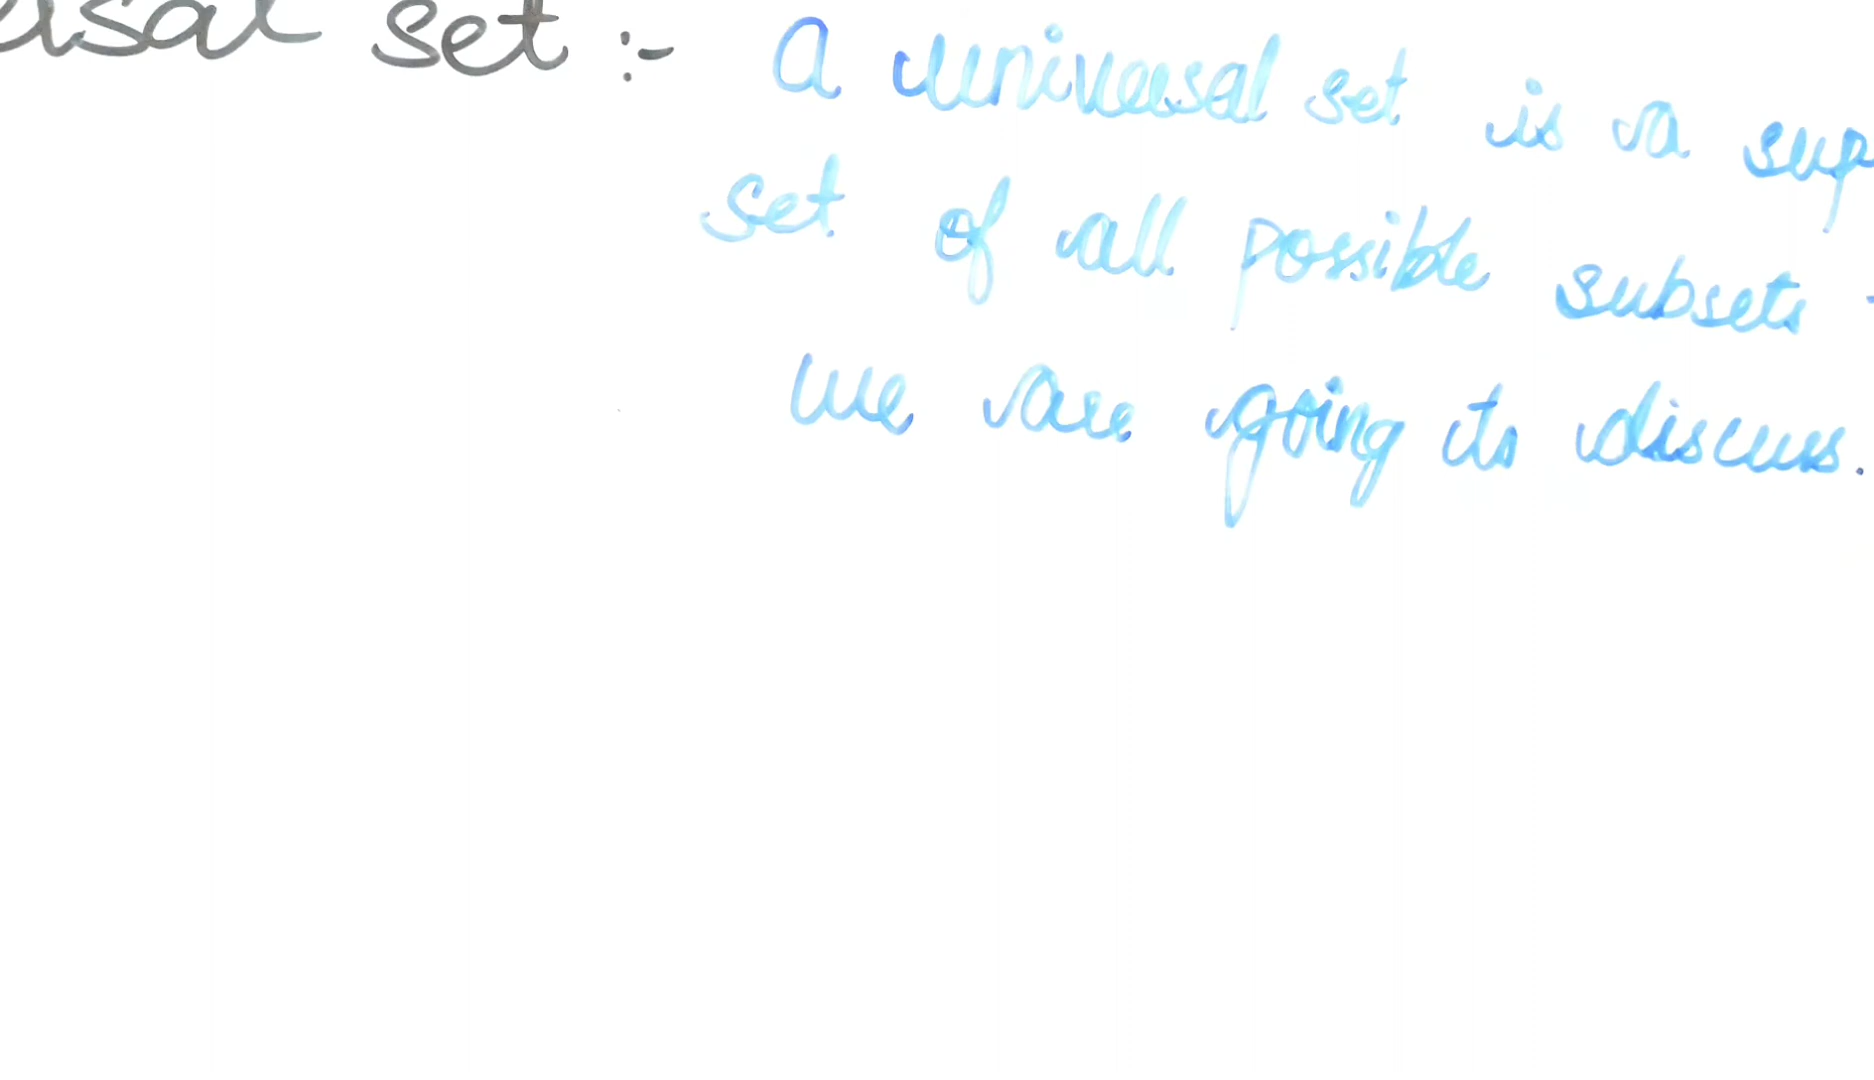 set :- A universal set is a sup
set of all possible subsets
we are going to discuss.